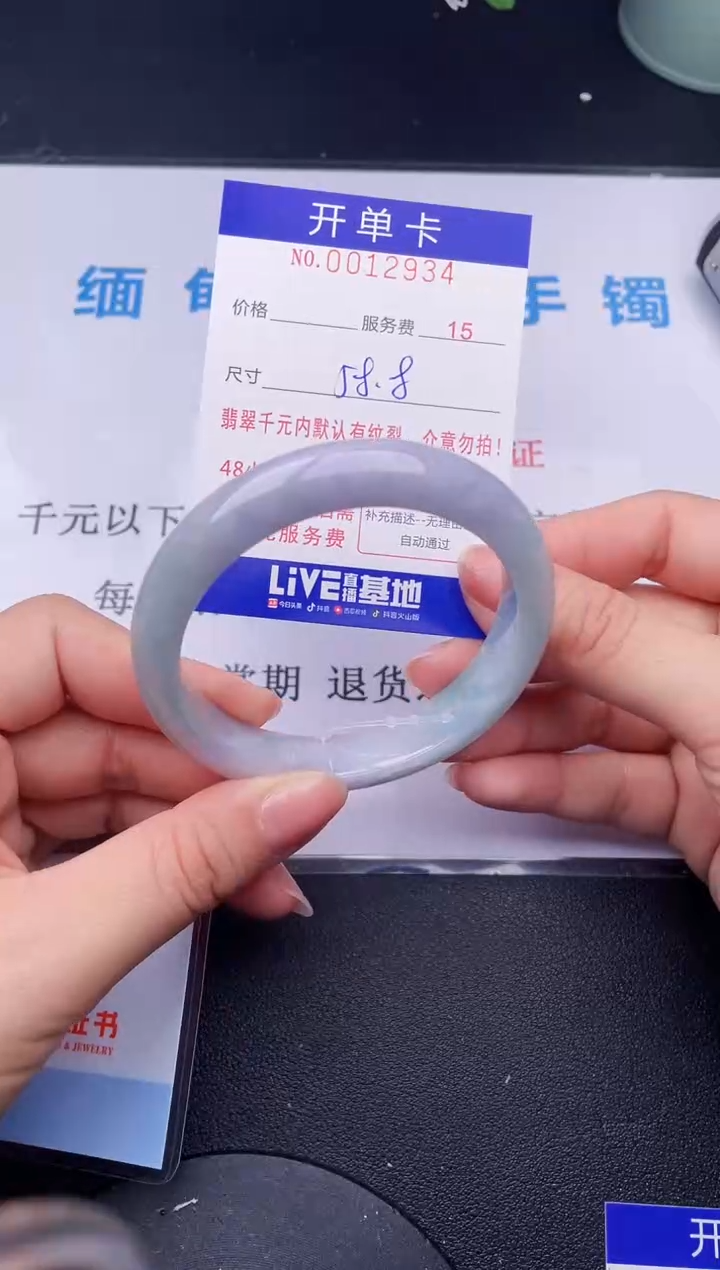 开单卡
NO.0012934
缅 手镯
价格 服务费 15
尺寸 58.8
翡翠千元内默认有纹裂，介意勿拍！
证
48
千元以下
补充描述--无理由
服务费
自动通过
每
LiVE直播基地
今日头条 抖音 西瓜视频 抖音火山版
期 退货
证书
& JEWELRY
开